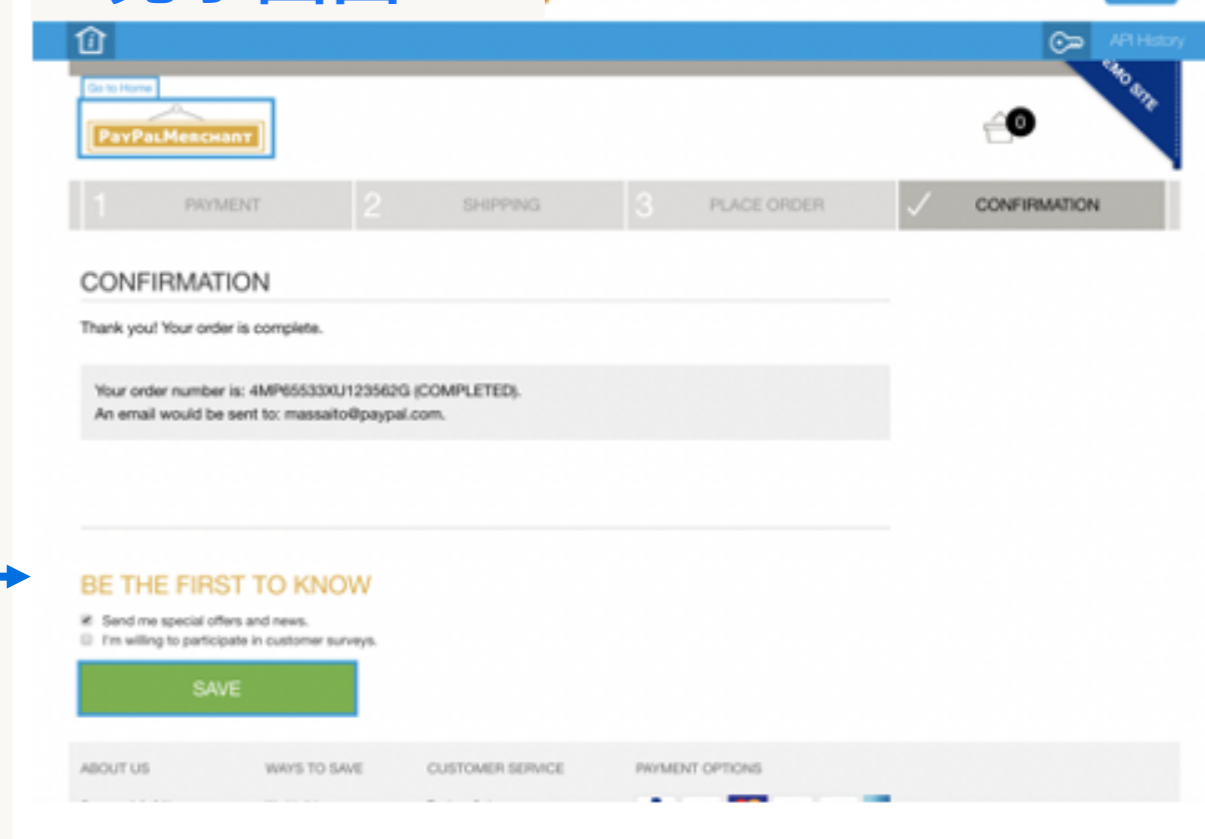 API History
DEMO SITE
Go to Home
PayPalMerchant
0
1 PAYMENT 2 SHIPPING 3 PLACE ORDER CONFIRMATION
CONFIRMATION
Thank you! Your order is complete.
Your order number is: 4MP65533XU123562G (COMPLETED).
An email would be sent to: massaito@paypal.com.
BE THE FIRST TO KNOW
Send me special offers and news.
I'm willing to participate in customer surveys.
SAVE
ABOUT US WAYS TO SAVE CUSTOMER SERVICE PAYMENT OPTIONS